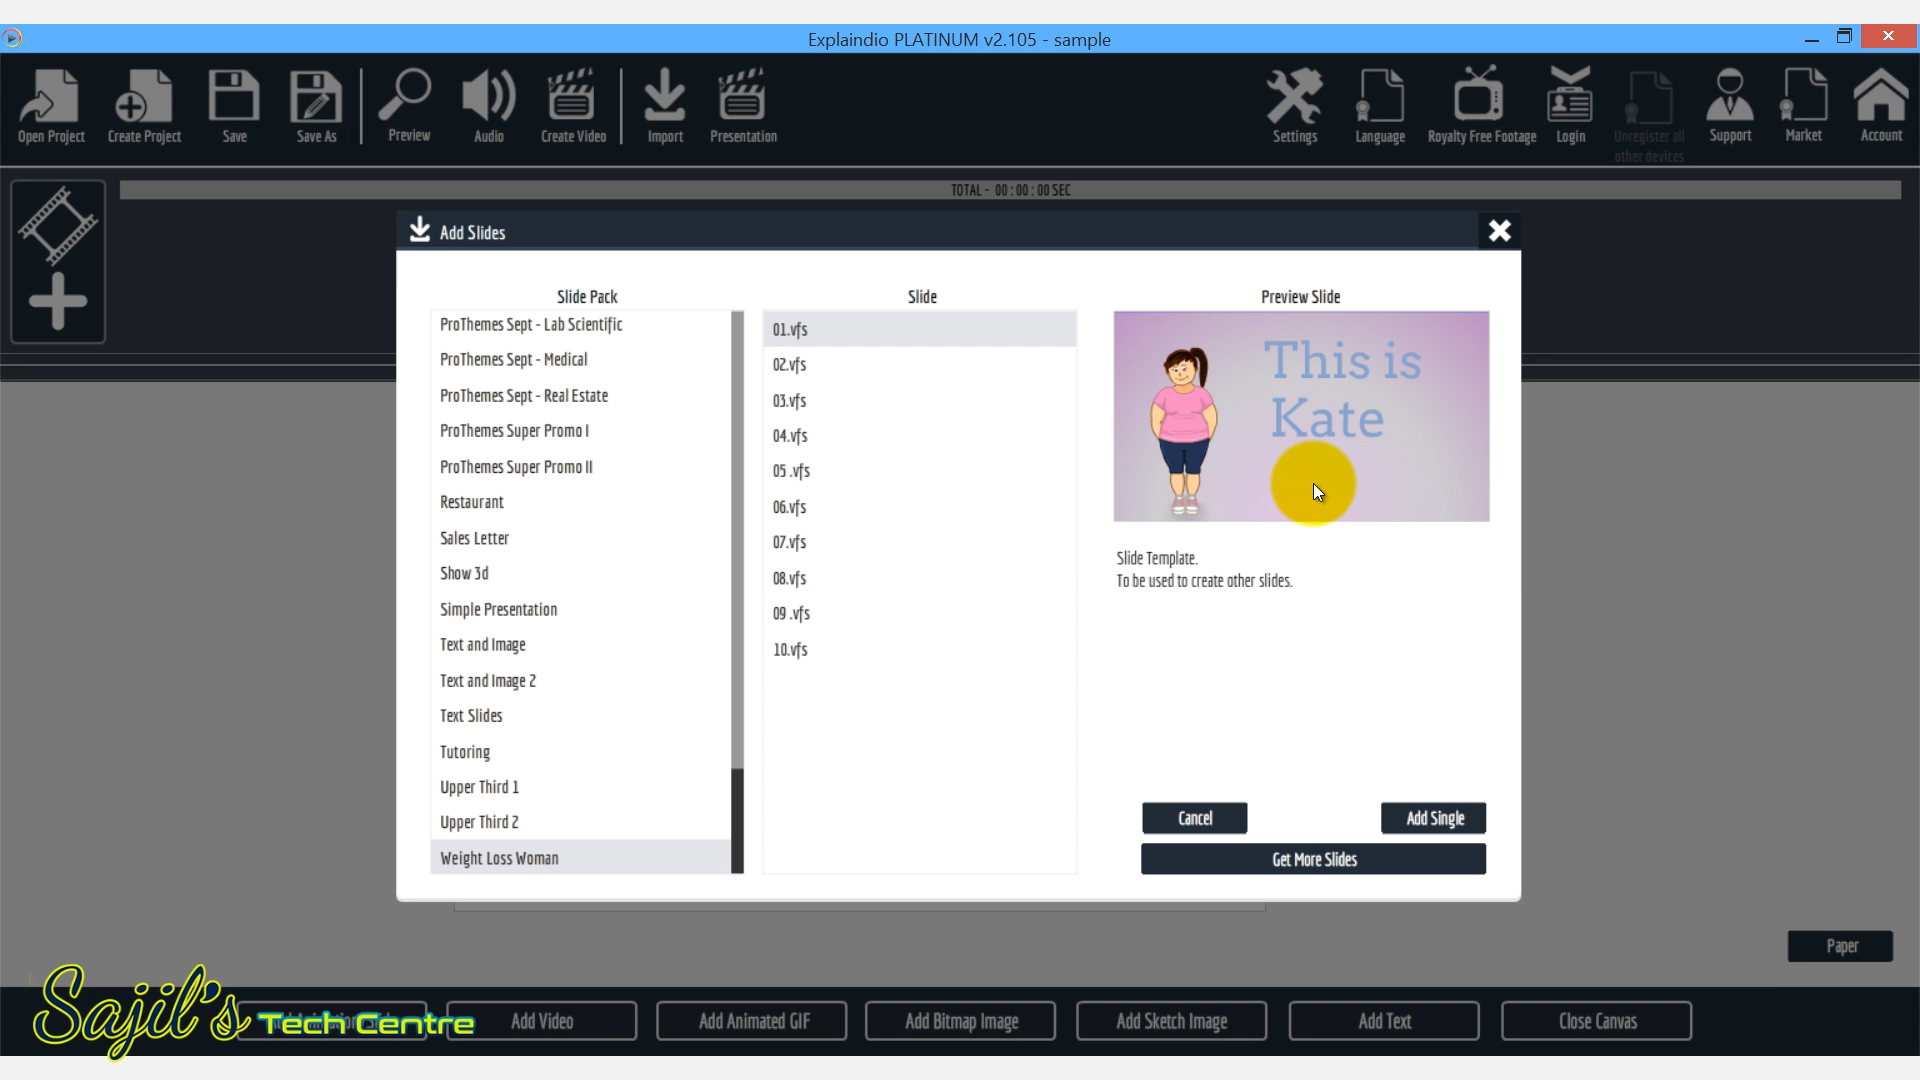 Explaindio PLATINUM v2.105 - sample
Open Project
Create Project
Save
Save As
Preview
Audio
Create Video
Import
Presentation
Settings
Language
Royalty Free Footage
Login
Unregister all
other devices
Support
Market
Account
TOTAL - 00 : 00 : 00 SEC
Add Slides
Slide Pack
ProThemes Sept - Lab Scientific
ProThemes Sept - Medical
ProThemes Sept - Real Estate
ProThemes Super Promo I
ProThemes Super Promo II
Restaurant
Sales Letter
Show 3d
Simple Presentation
Text and Image
Text and Image 2
Text Slides
Tutoring
Upper Third 1
Upper Third 2
Weight Loss Woman
Slide
01.vfs
02.vfs
03.vfs
04.vfs
05 .vfs
06.vfs
07.vfs
08.vfs
09 .vfs
10.vfs
Preview Slide
This is
Kate
Slide Template.
To be used to create other slides.
Cancel
Add Single
Get More Slides
Paper
Sajil's Tech Centre
Add Video
Add Animated GIF
Add Bitmap Image
Add Sketch Image
Add Text
Close Canvas